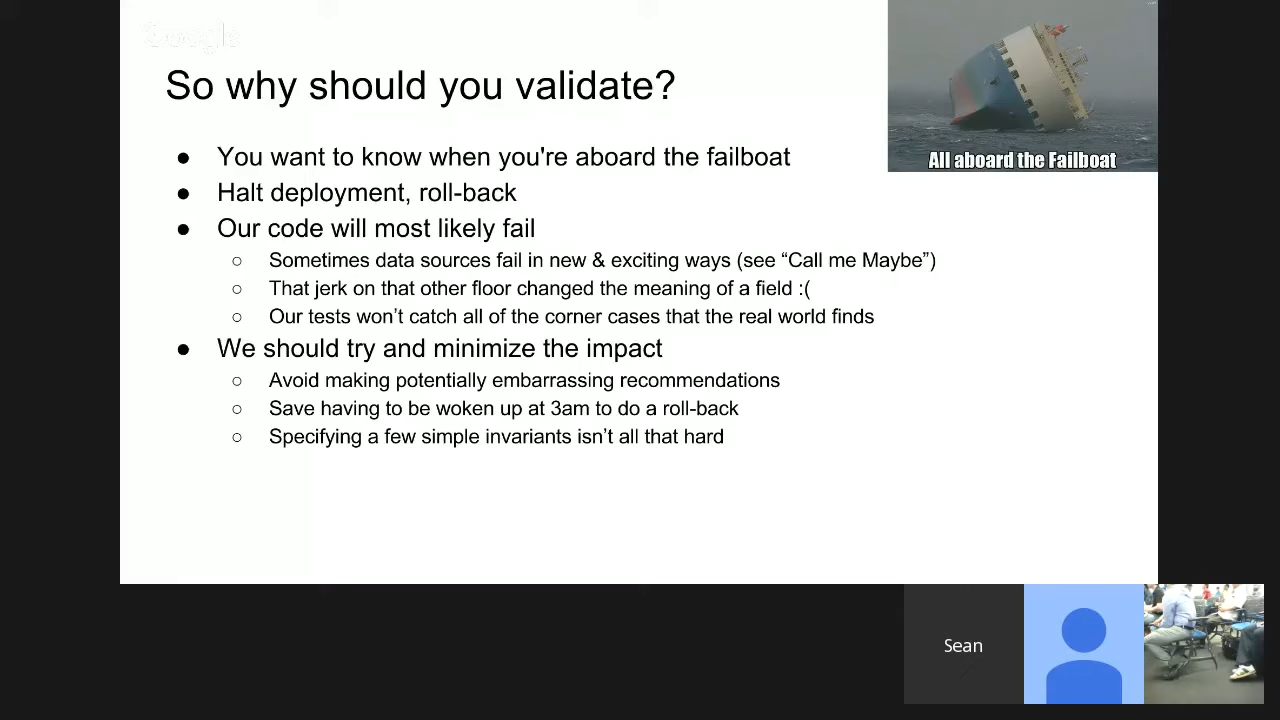 Google
So why should you validate?
All aboard the Failboat
● You want to know when you're aboard the failboat
● Halt deployment, roll-back
● Our code will most likely fail
○ Sometimes data sources fail in new & exciting ways (see “Call me Maybe”)
○ That jerk on that other floor changed the meaning of a field :(
○ Our tests won’t catch all of the corner cases that the real world finds
● We should try and minimize the impact
○ Avoid making potentially embarrassing recommendations
○ Save having to be woken up at 3am to do a roll-back
○ Specifying a few simple invariants isn’t all that hard
Sean